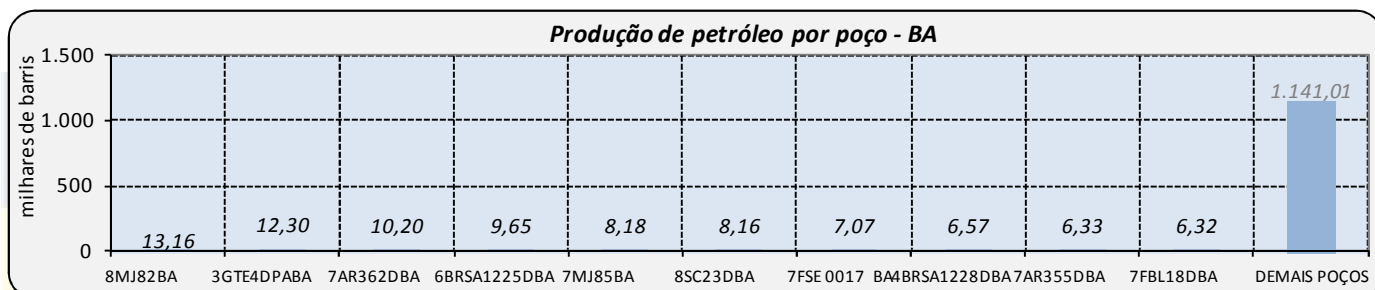 Produção de petróleo por poço - BA
milhares de barris
1.500
1.000
500
0
13,16 12,30 10,20 9,65 8,18 8,16 7,07 6,57 6,33 6,32 1.141,01
8MJ82BA 3GTE4DPABA 7AR362DBA 6BRSA1225DBA 7MJ85BA 8SC23DBA 7FSE 0017 BA4BRSA1228DBA 7AR355DBA 7FBL18DBA DEMAIS POÇOS